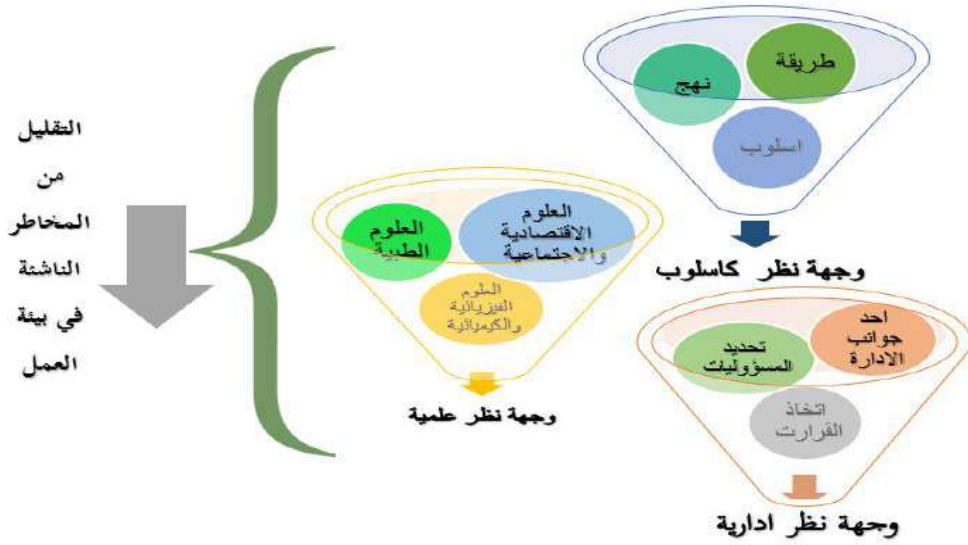 طريقة
نهج
اسلوب
وجهة نظر كاسلوب
العلوم
الاقتصادية
والاجتماعية
العلوم
الطبية
العلوم
الفيزيائية
والكيميائية
وجهة نظر علمية
احد
جوانب
الادارة
تحديد
المسؤوليات
اتخاذ
القرارت
وجهة نظر ادارية
التقليل
من
المخاطر
الناشئة
في بيئة
العمل